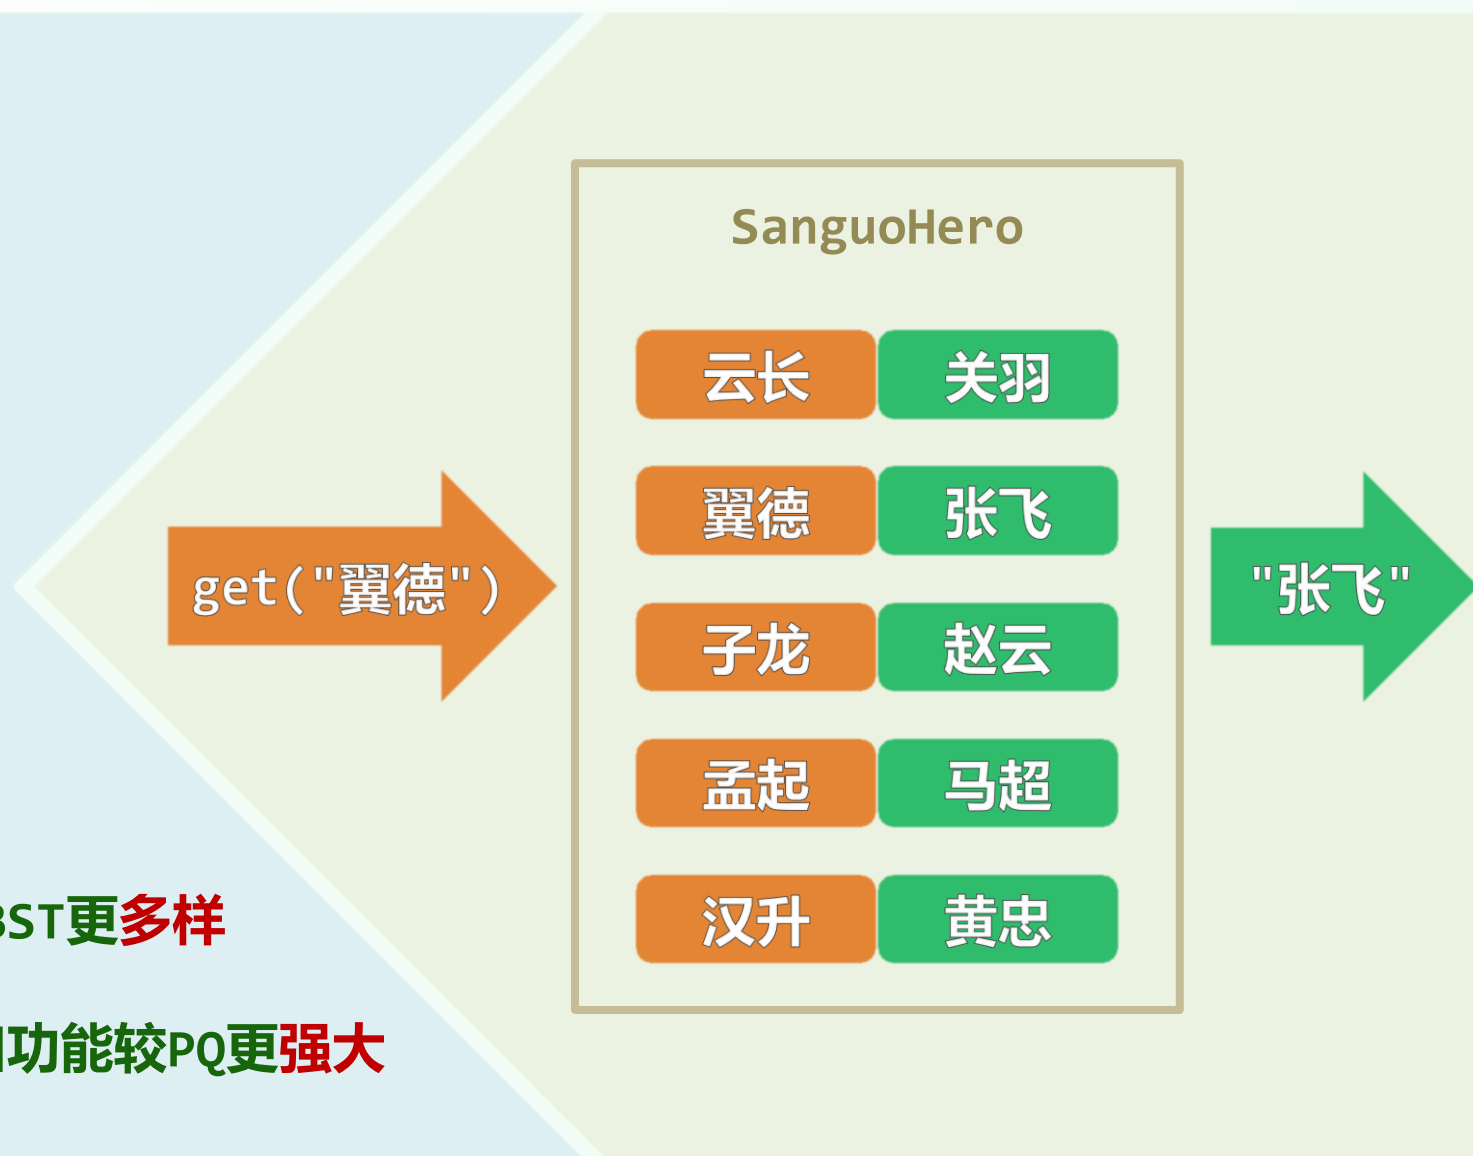 SanguoHero
云长 关羽
翼德 张飞
get("翼德")
"张飞"
子龙 赵云
孟起 马超
汉升 黄忠
BST更多样
功能较PQ更强大